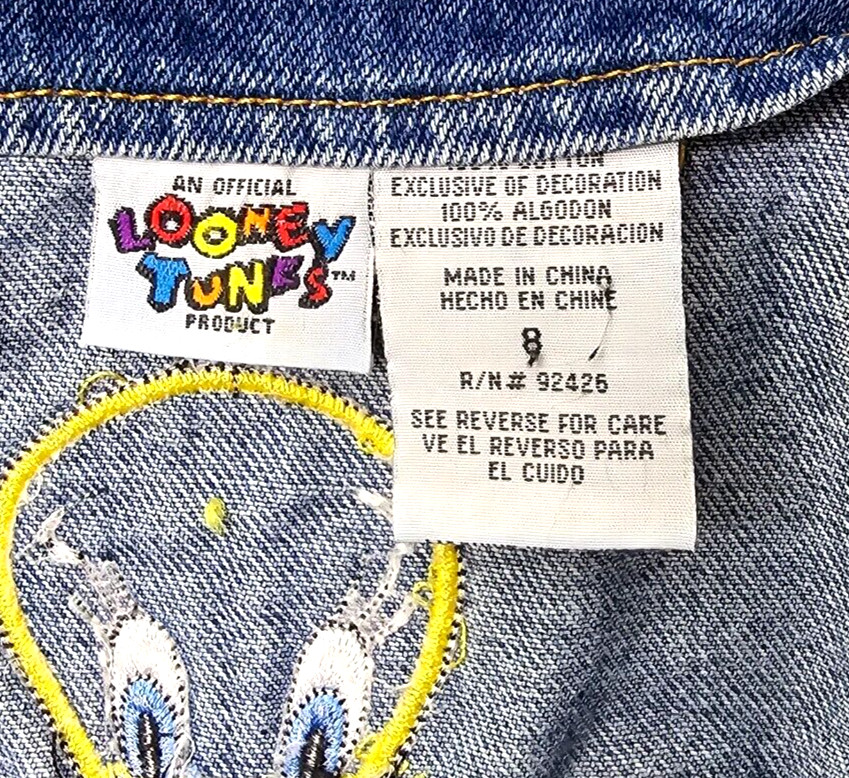 AN OFFICIAL
LOONEY
TUNES™
PRODUCT
EXCLUSIVE OF DECORATION
100% ALGODON
EXCLUSIVO DE DECORACION
MADE IN CHINA
HECHO EN CHINE
8
R/N# 92426
SEE REVERSE FOR CARE
VE EL REVERSO PARA
EL CUIDO